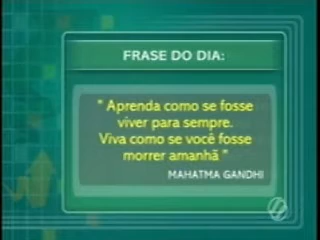 FRASE DO DIA:
" Aprenda como se fosse
viver para sempre.
Viva como se você fosse
morrer amanhã "
MAHATMA GANDHI